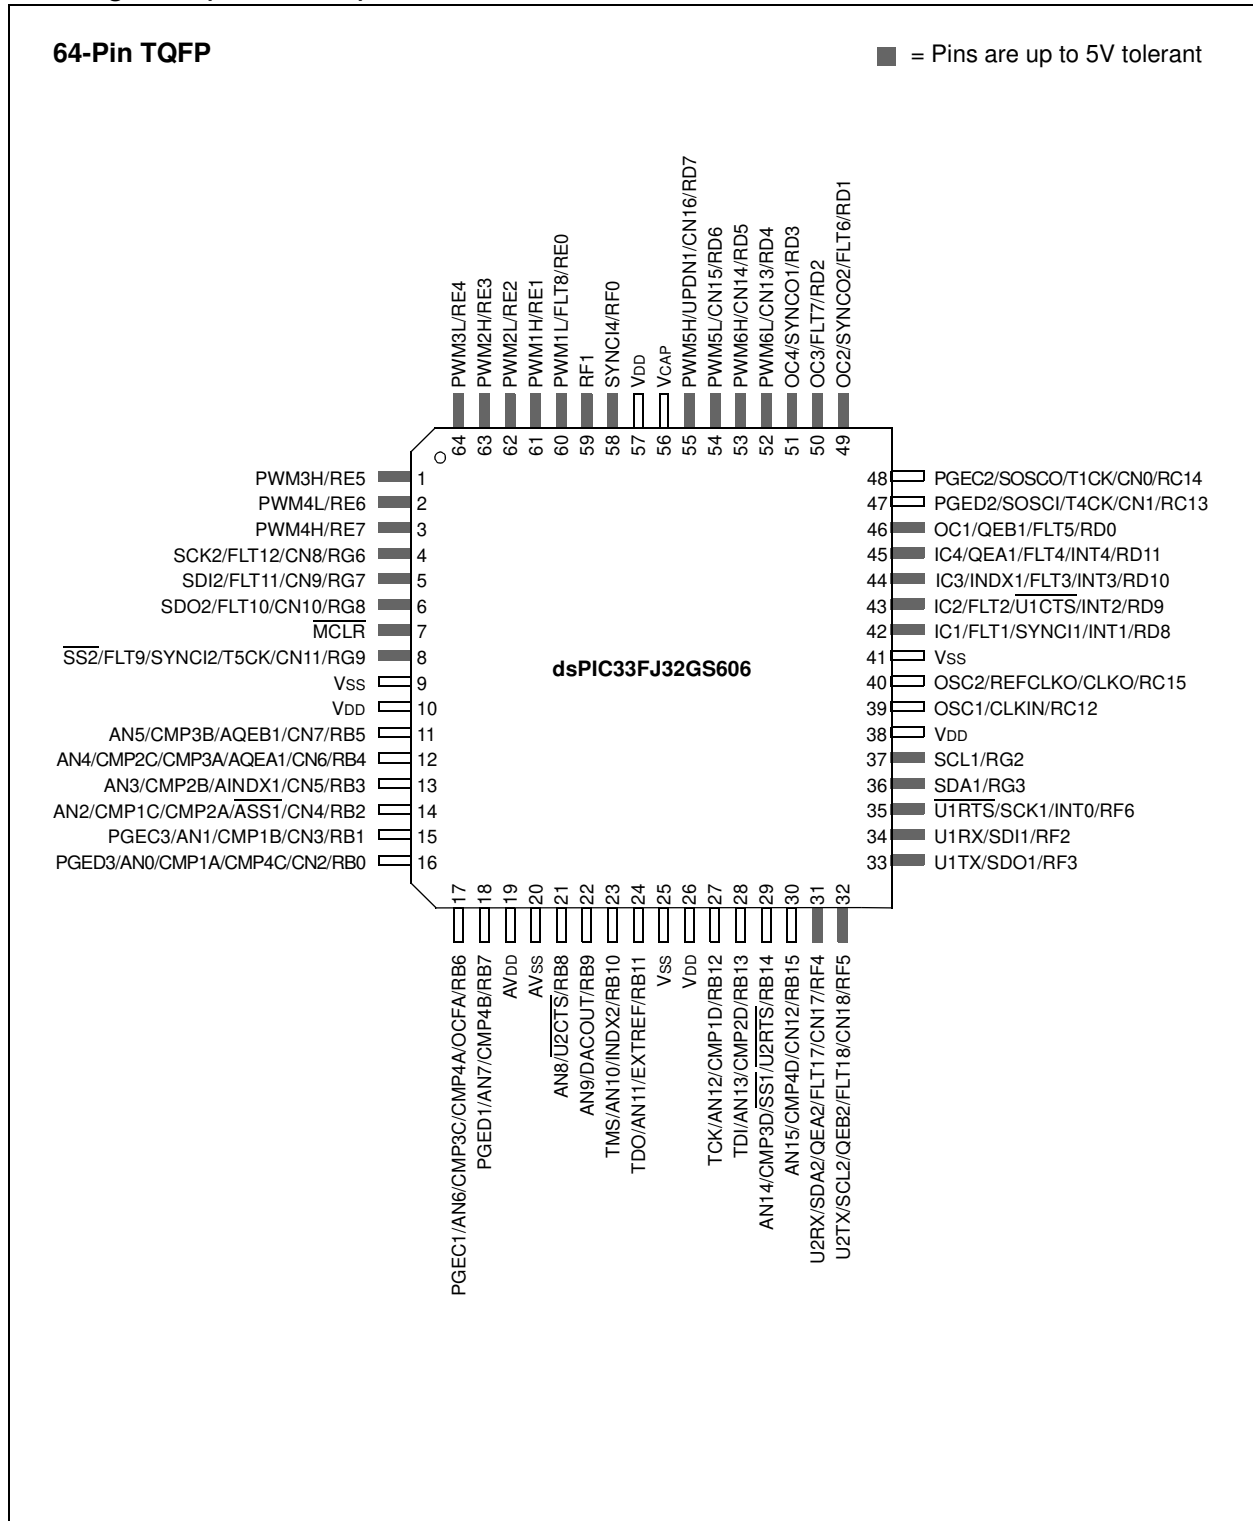 64-Pin TQFP
= Pins are up to 5V tolerant
PWM3L/RE4
PWM2H/RE3
PWM2L/RE2
PWM1H/RE1
PWM1L/FLT8/RE0
RF1
SYNCI4/RF0
VDD
VCAP
PWM5H/UPDN1/CN16/RD7
PWM5L/CN15/RD6
PWM6H/CN14/RD5
PWM6L/CN13/RD4
OC4/SYNCO1/RD3
OC3/FLT7/RD2
OC2/SYNCO2/FLT6/RD1
64 63 62 61 60 59 58 57 56 55 54 53 52 51 50 49
PWM3H/RE5 1
PWM4L/RE6 2
PWM4H/RE7 3
SCK2/FLT12/CN8/RG6 4
SDI2/FLT11/CN9/RG7 5
SDO2/FLT10/CN10/RG8 6
MCLR 7
SS2/FLT9/SYNCI2/T5CK/CN11/RG9 8
VSS 9
VDD 10
AN5/CMP3B/AQEB1/CN7/RB5 11
AN4/CMP2C/CMP3A/AQEA1/CN6/RB4 12
AN3/CMP2B/AINDX1/CN5/RB3 13
AN2/CMP1C/CMP2A/ASS1/CN4/RB2 14
PGEC3/AN1/CMP1B/CN3/RB1 15
PGED3/AN0/CMP1A/CMP4C/CN2/RB0 16
dsPIC33FJ32GS606
48 PGEC2/SOSCO/T1CK/CN0/RC14
47 PGED2/SOSCI/T4CK/CN1/RC13
46 OC1/QEB1/FLT5/RD0
45 IC4/QEA1/FLT4/INT4/RD11
44 IC3/INDX1/FLT3/INT3/RD10
43 IC2/FLT2/U1CTS/INT2/RD9
42 IC1/FLT1/SYNCI1/INT1/RD8
41 VSS
40 OSC2/REFCLKO/CLKO/RC15
39 OSC1/CLKIN/RC12
38 VDD
37 SCL1/RG2
36 SDA1/RG3
35 U1RTS/SCK1/INT0/RF6
34 U1RX/SDI1/RF2
33 U1TX/SDO1/RF3
17 18 19 20 21 22 23 24 25 26 27 28 29 30 31 32
PGEC1/AN6/CMP3C/CMP4A/OCFA/RB6
PGED1/AN7/CMP4B/RB7
AVDD
AVSS
AN8/U2CTS/RB8
AN9/DACOUT/RB9
TMS/AN10/INDX2/RB10
TDO/AN11/EXTREF/RB11
VSS
VDD
TCK/AN12/CMP1D/RB12
TDI/AN13/CMP2D/RB13
AN14/CMP3D/SS1/U2RTS/RB14
AN15/CMP4D/CN12/RB15
U2RX/SDA2/QEA2/FLT17/CN17/RF4
U2TX/SCL2/QEB2/FLT18/CN18/RF5